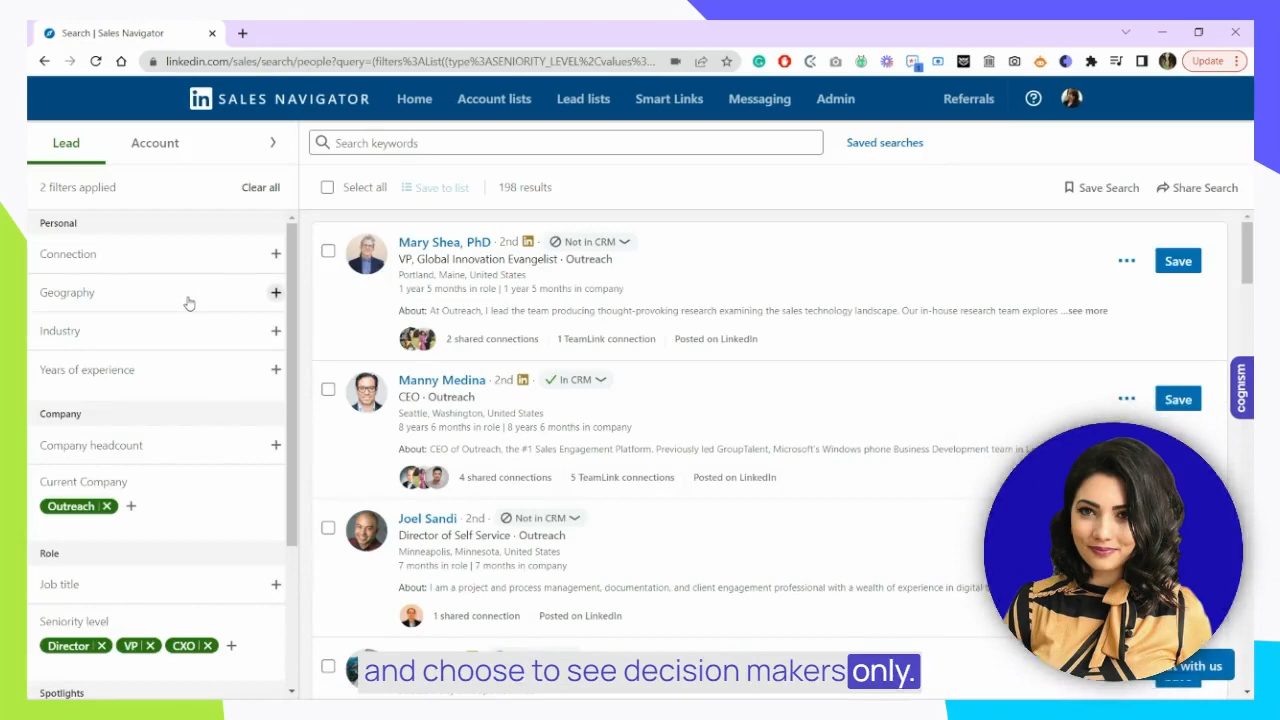 Search | Sales Navigator
linkedin.com/sales/search/people?query=(filters%3AList((type%3ASENIORITY_LEVEL%2Cvalues%3...
Update
in SALES NAVIGATOR Home Account lists Lead lists Smart Links Messaging Admin Referrals
Lead Account
Search keywords
Saved searches
2 filters applied Clear all
Select all Save to list 198 results Save Search Share Search
Personal
Connection
Geography
Industry
Years of experience
Company
Company headcount
Current Company
Outreach
Role
Job title
Seniority level
Director VP CXO
Spotlights
Mary Shea, PhD · 2nd in · Not in CRM
VP, Global Innovation Evangelist · Outreach
Portland, Maine, United States
1 year 5 months in role | 1 year 5 months in company
About: At Outreach, I lead the team producing thought-provoking research examining the sales technology landscape. Our in-house research team explores ...see more
2 shared connections 1 TeamLink connection Posted on LinkedIn
Save
Manny Medina · 2nd in · In CRM
CEO · Outreach
Seattle, Washington, United States
8 years 6 months in role | 8 years 6 months in company
About: CEO of Outreach, the #1 Sales Engagement Platform. Previously led GroupTalent, Microsoft's Windows phone Business Development team in
4 shared connections 5 TeamLink connections Posted on LinkedIn
Save
Joel Sandi · 2nd · Not in CRM
Director of Self Service · Outreach
Minneapolis, Minnesota, United States
7 months in role | 7 months in company
About: I am a project and process management, documentation, and client engagement professional with a wealth of experience in digital
1 shared connection Posted on LinkedIn
cognism
with us
and choose to see decision makers only.